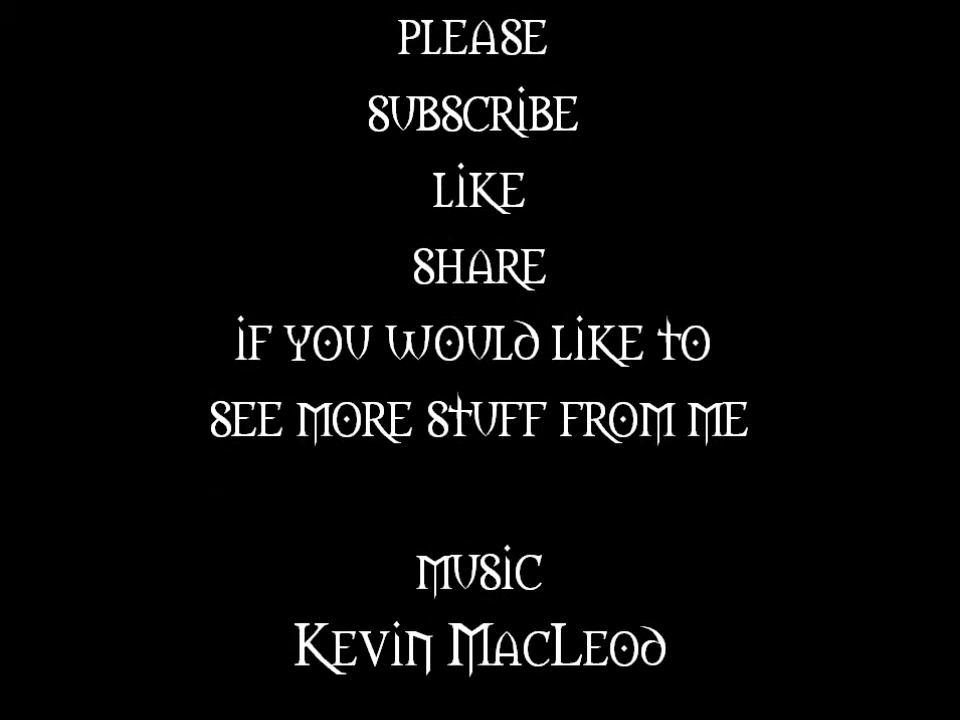 PLEASE
SUBSCRIBE
LIKE
SHARE
IF YOU WOULD LIKE TO
SEE MORE STUFF FROM ME
MUSIC
KEVIN MACLEOD